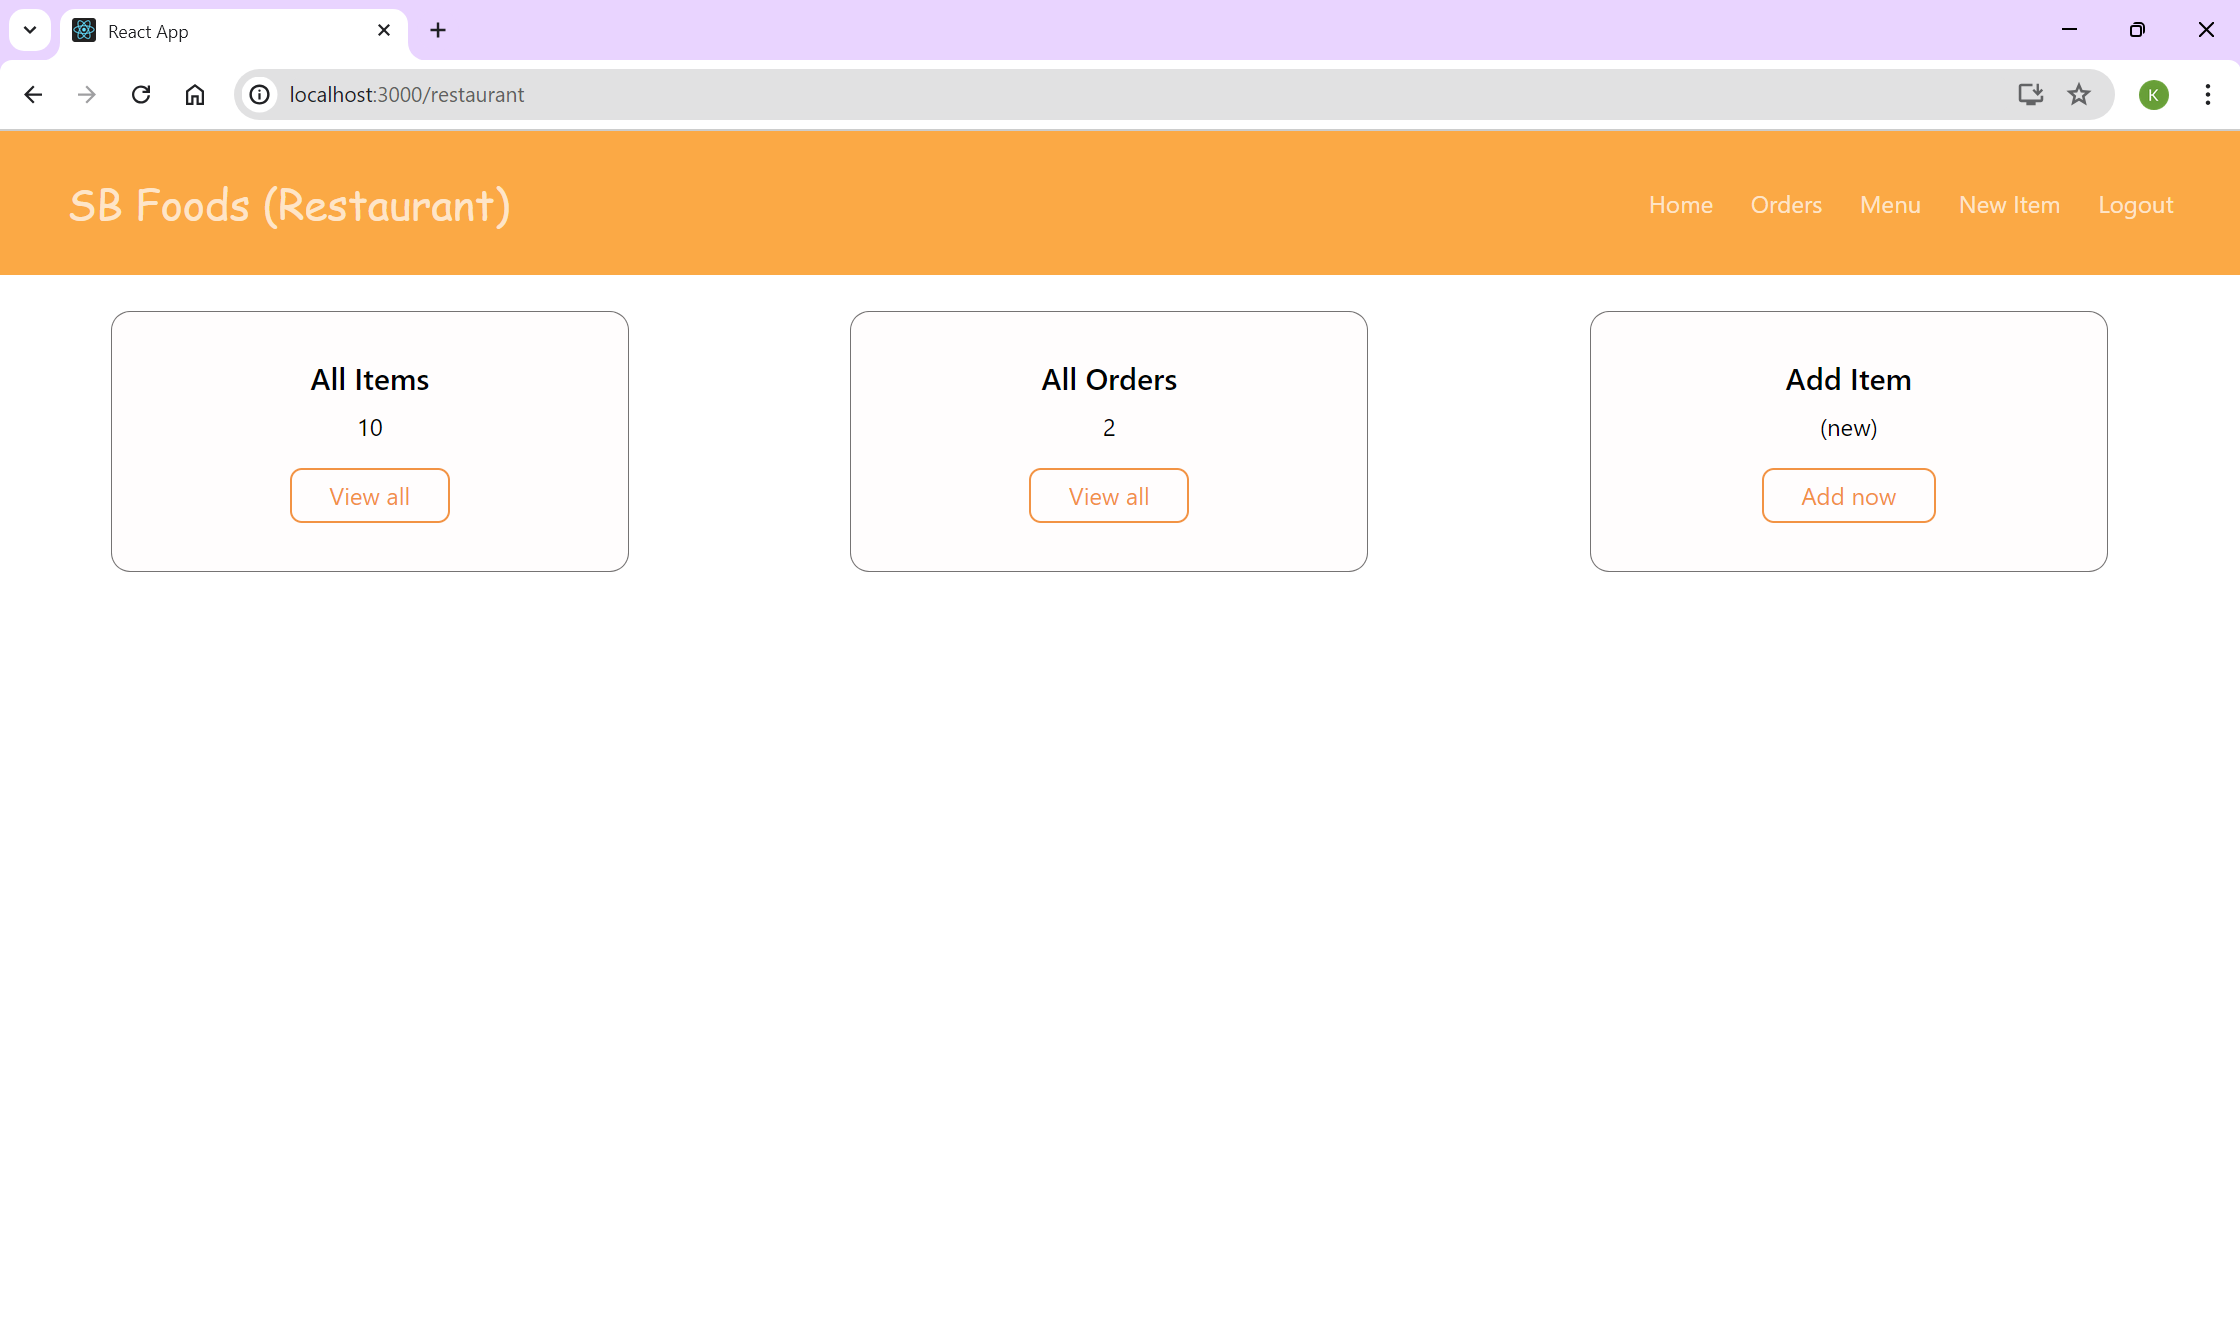 React App
localhost:3000/restaurant
K
SB Foods (Restaurant)
Home Orders Menu New Item Logout
All Items
10
View all
All Orders
2
View all
Add Item
(new)
Add now